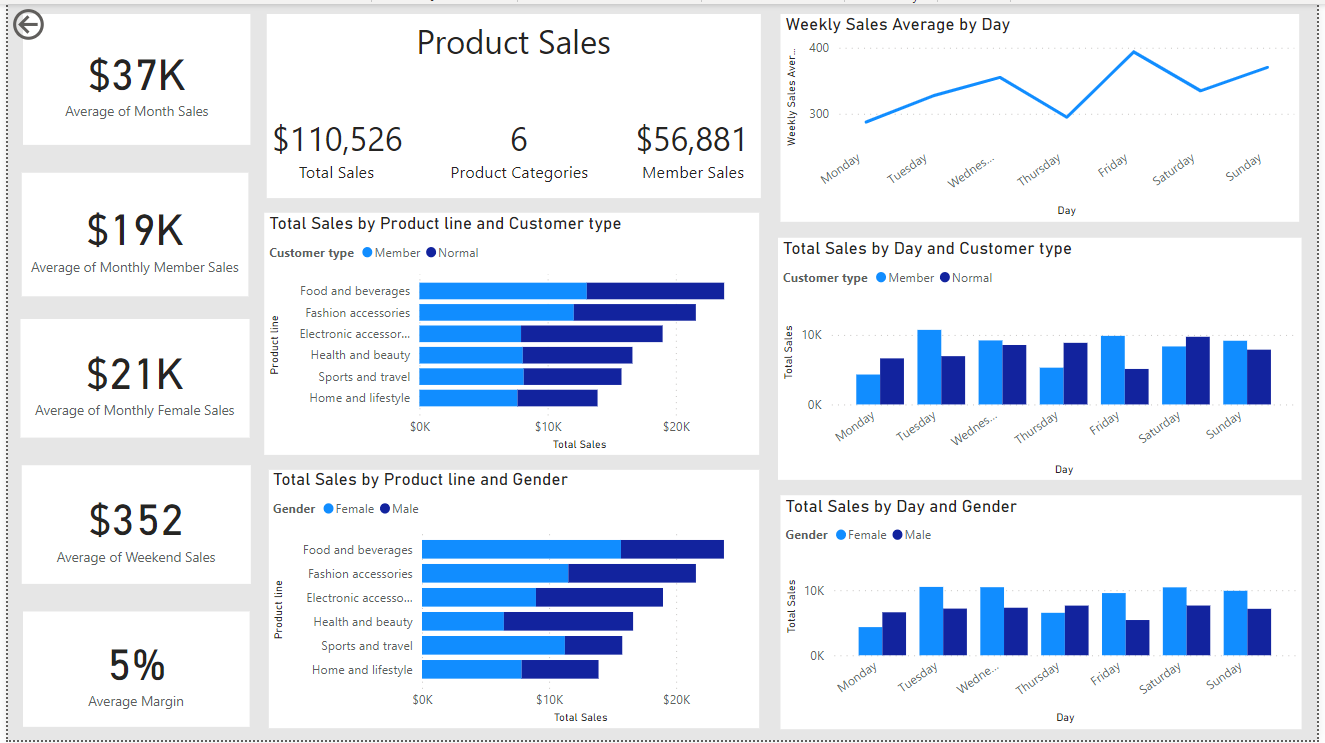 $37K
Average of Month Sales
$19K
Average of Monthly Member Sales
$21K
Average of Monthly Female Sales
$352
Average of Weekend Sales
5%
Average Margin
Product Sales
$110,526 6 $56,881
Total Sales Product Categories Member Sales
Total Sales by Product line and Customer type
Customer type Member Normal
Product line
Food and beverages
Fashion accessories
Electronic accessor...
Health and beauty
Sports and travel
Home and lifestyle
$0K $10K $20K
Total Sales
Total Sales by Product line and Gender
Gender Female Male
Product line
Food and beverages
Fashion accessories
Electronic accesso...
Health and beauty
Sports and travel
Home and lifestyle
$0K $10K $20K
Total Sales
Weekly Sales Average by Day
Weekly Sales Aver...
400
300
Monday Tuesday Wednes... Thursday Friday Saturday Sunday
Day
Total Sales by Day and Customer type
Customer type Member Normal
Total Sales
10K
0K
Monday Tuesday Wednes... Thursday Friday Saturday Sunday
Day
Total Sales by Day and Gender
Gender Female Male
Total Sales
10K
0K
Monday Tuesday Wedne... Thursday Friday Saturday Sunday
Day